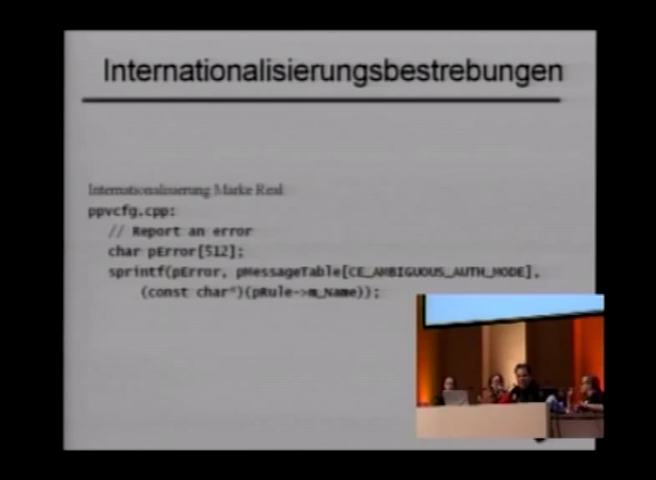 Internationalisierungsbestrebungen
Internationalisierung Marke Real
ppvcfg.cpp:
// Report an error
char pError[512];
sprintf(pError, pMessageTable[CE_AMBIGUOUS_AUTH_MODE],
(const char*)(pRule->m_Name));